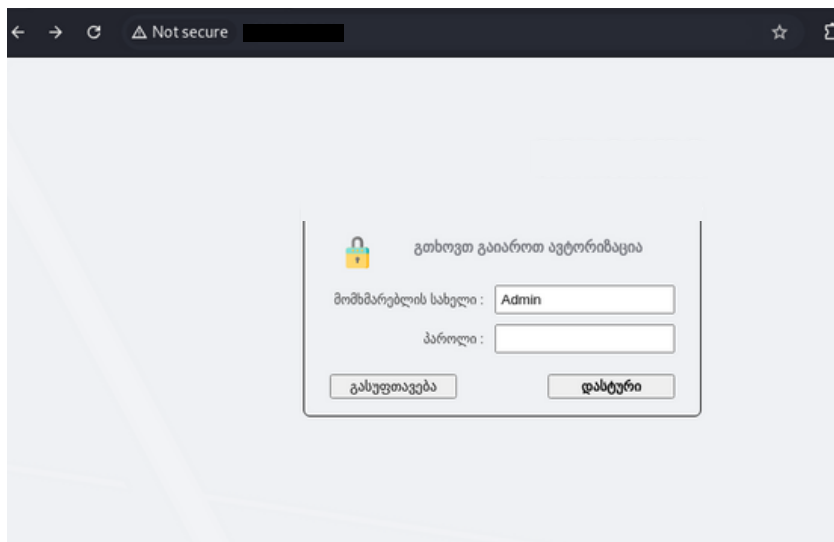 Not secure
გთხოვთ გაიაროთ ავტორიზაცია
მომხმარებლის სახელი : Admin
პაროლი :
გასუფთავება დასტური